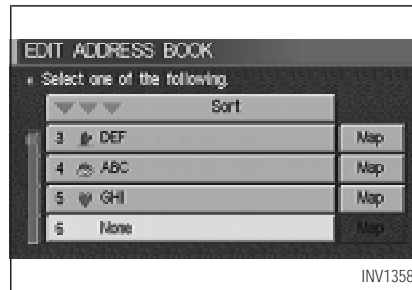 EDIT ADDRESS BOOK
Select one of the following.
Sort
3 DEF Map
4 ABC Map
5 GHI Map
6 None Map
INV1358